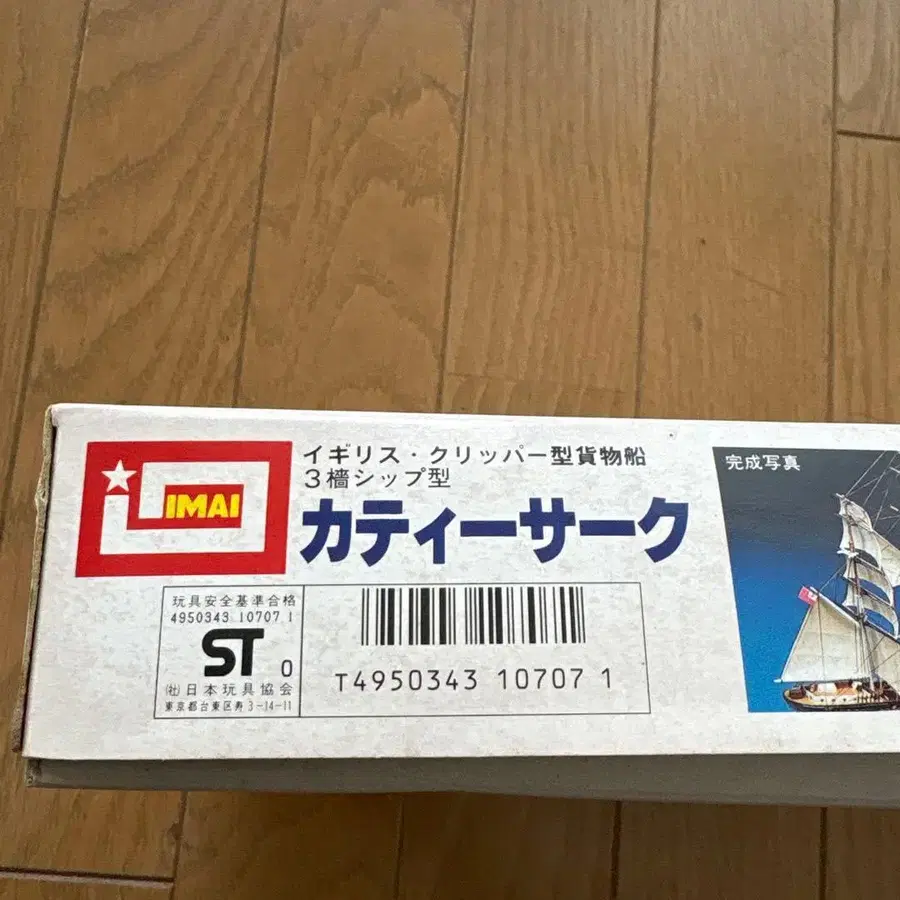 IMAI
イギリス・クリッパー型貨物船
3檣シップ型
カティーサーク
完成写真
玩具安全基準合格
4950343 10707 1
ST 0
(社)日本玩具協会
東京都台東区寿3-14-11
T4950343 10707 1